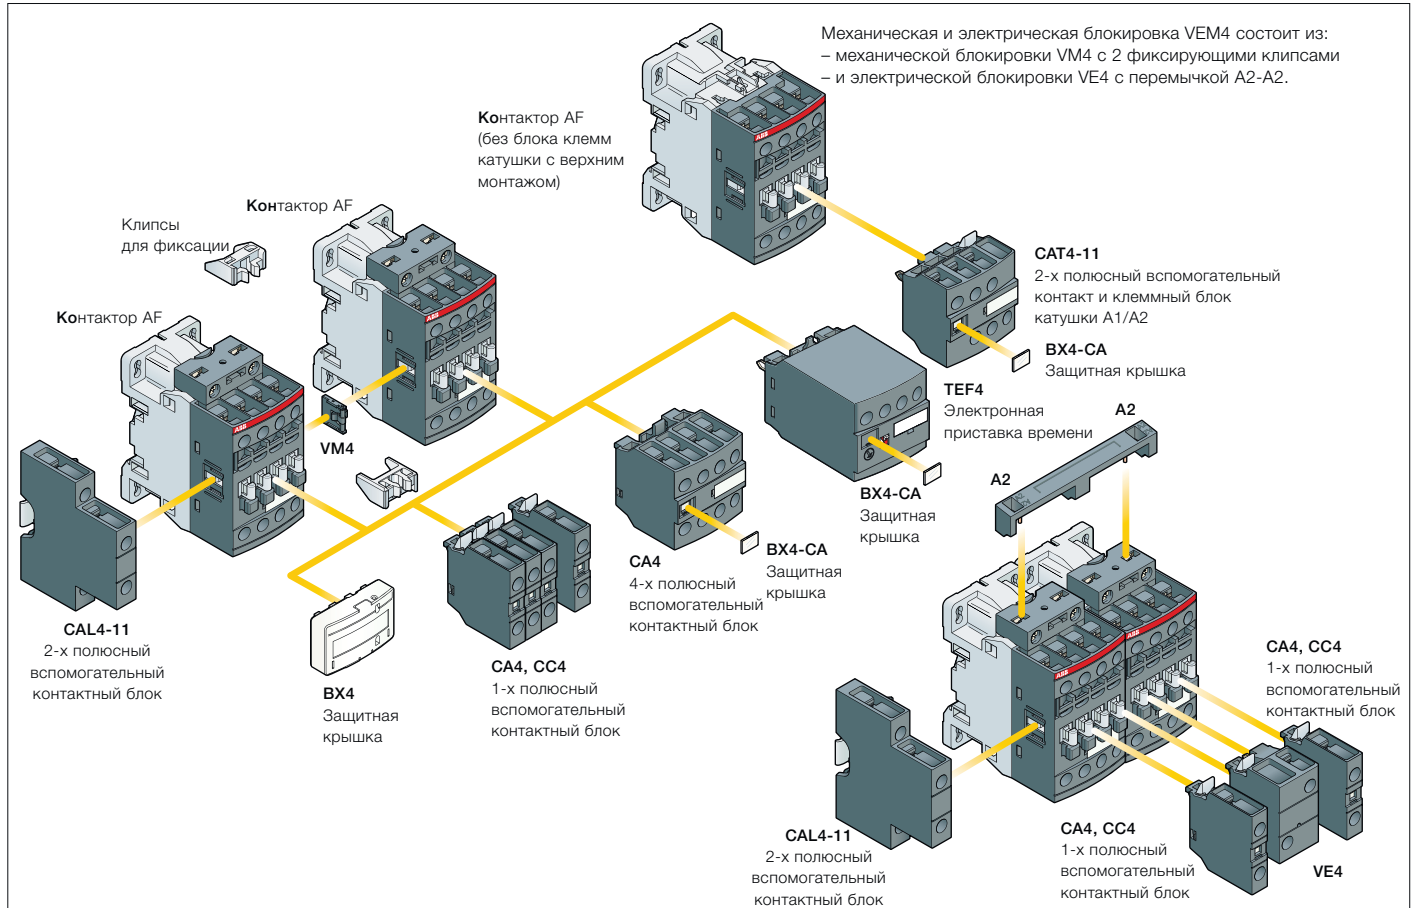 Механическая и электрическая блокировка VEM4 состоит из:
– механической блокировки VM4 с 2 фиксирующими клипсами
– и электрической блокировки VE4 с перемычкой A2-A2.
Контактор AF
(без блока клемм
катушки с верхним
монтажом)
Клипсы
для фиксации
Контактор AF
Контактор AF
ABB
ABB
ABB
VM4
CAT4-11
2-х полюсный вспомогательный
контакт и клеммный блок
катушки A1/A2
BX4-CA
Защитная крышка
TEF4
Электронная
приставка времени
BX4-CA
Защитная
крышка
A2
A2
CA4
4-х полюсный
вспомогательный
контактный блок
BX4-CA
Защитная
крышка
CAL4-11
2-х полюсный
вспомогательный
контактный блок
BX4
Защитная
крышка
CA4, CC4
1-х полюсный
вспомогательный
контактный блок
CA4, CC4
1-х полюсный
вспомогательный
контактный блок
ABB
ABB
CAL4-11
2-х полюсный
вспомогательный
контактный блок
CA4, CC4
1-х полюсный
вспомогательный
контактный блок
VE4